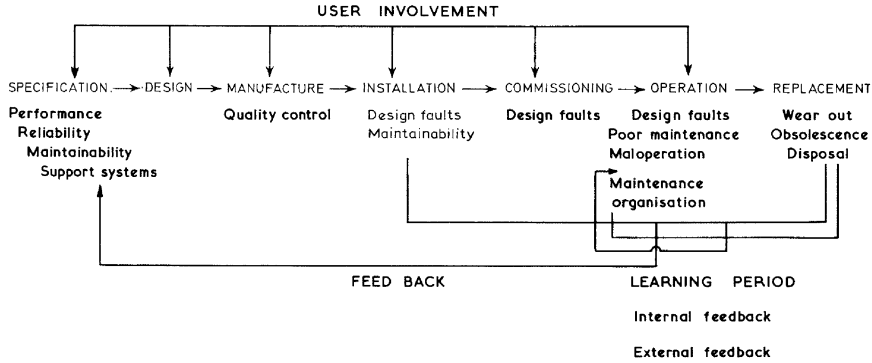 USER INVOLVEMENT
SPECIFICATION. DESIGN MANUFACTURE INSTALLATION COMMISSIONING OPERATION REPLACEMENT
Performance
Reliability
Maintainability
Support systems
Quality control
Design faults
Maintainability
Design faults
Design faults
Poor maintenance
Maloperation
Maintenance
organisation
Wear out
Obsolescence
Disposal
FEED BACK
LEARNING PERIOD
Internal feedback
External feedback